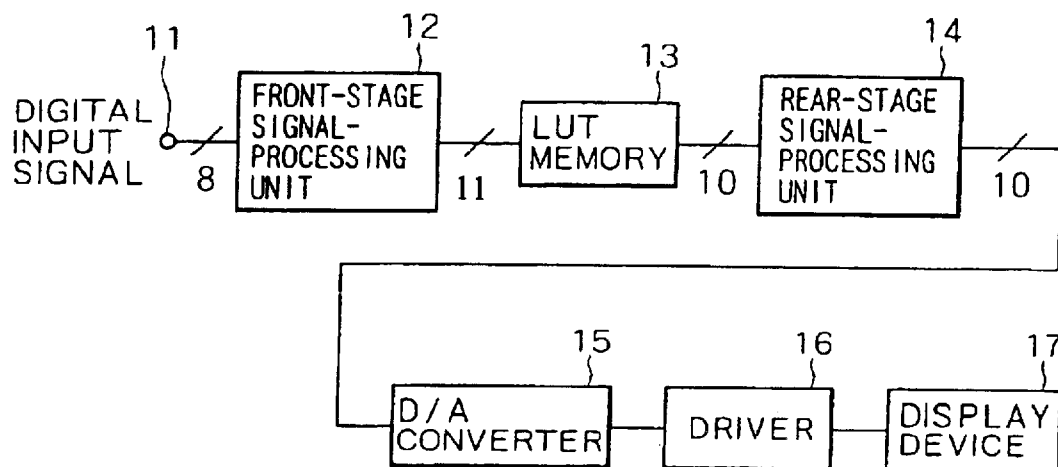 11
12
13
14
DIGITAL
INPUT
SIGNAL
8
FRONT-STAGE
SIGNAL-
PROCESSING
UNIT
11
LUT
MEMORY
10
REAR-STAGE
SIGNAL-
PROCESSING
UNIT
10
15
16
17
D/A
CONVERTER
DRIVER
DISPLAY
DEVICE